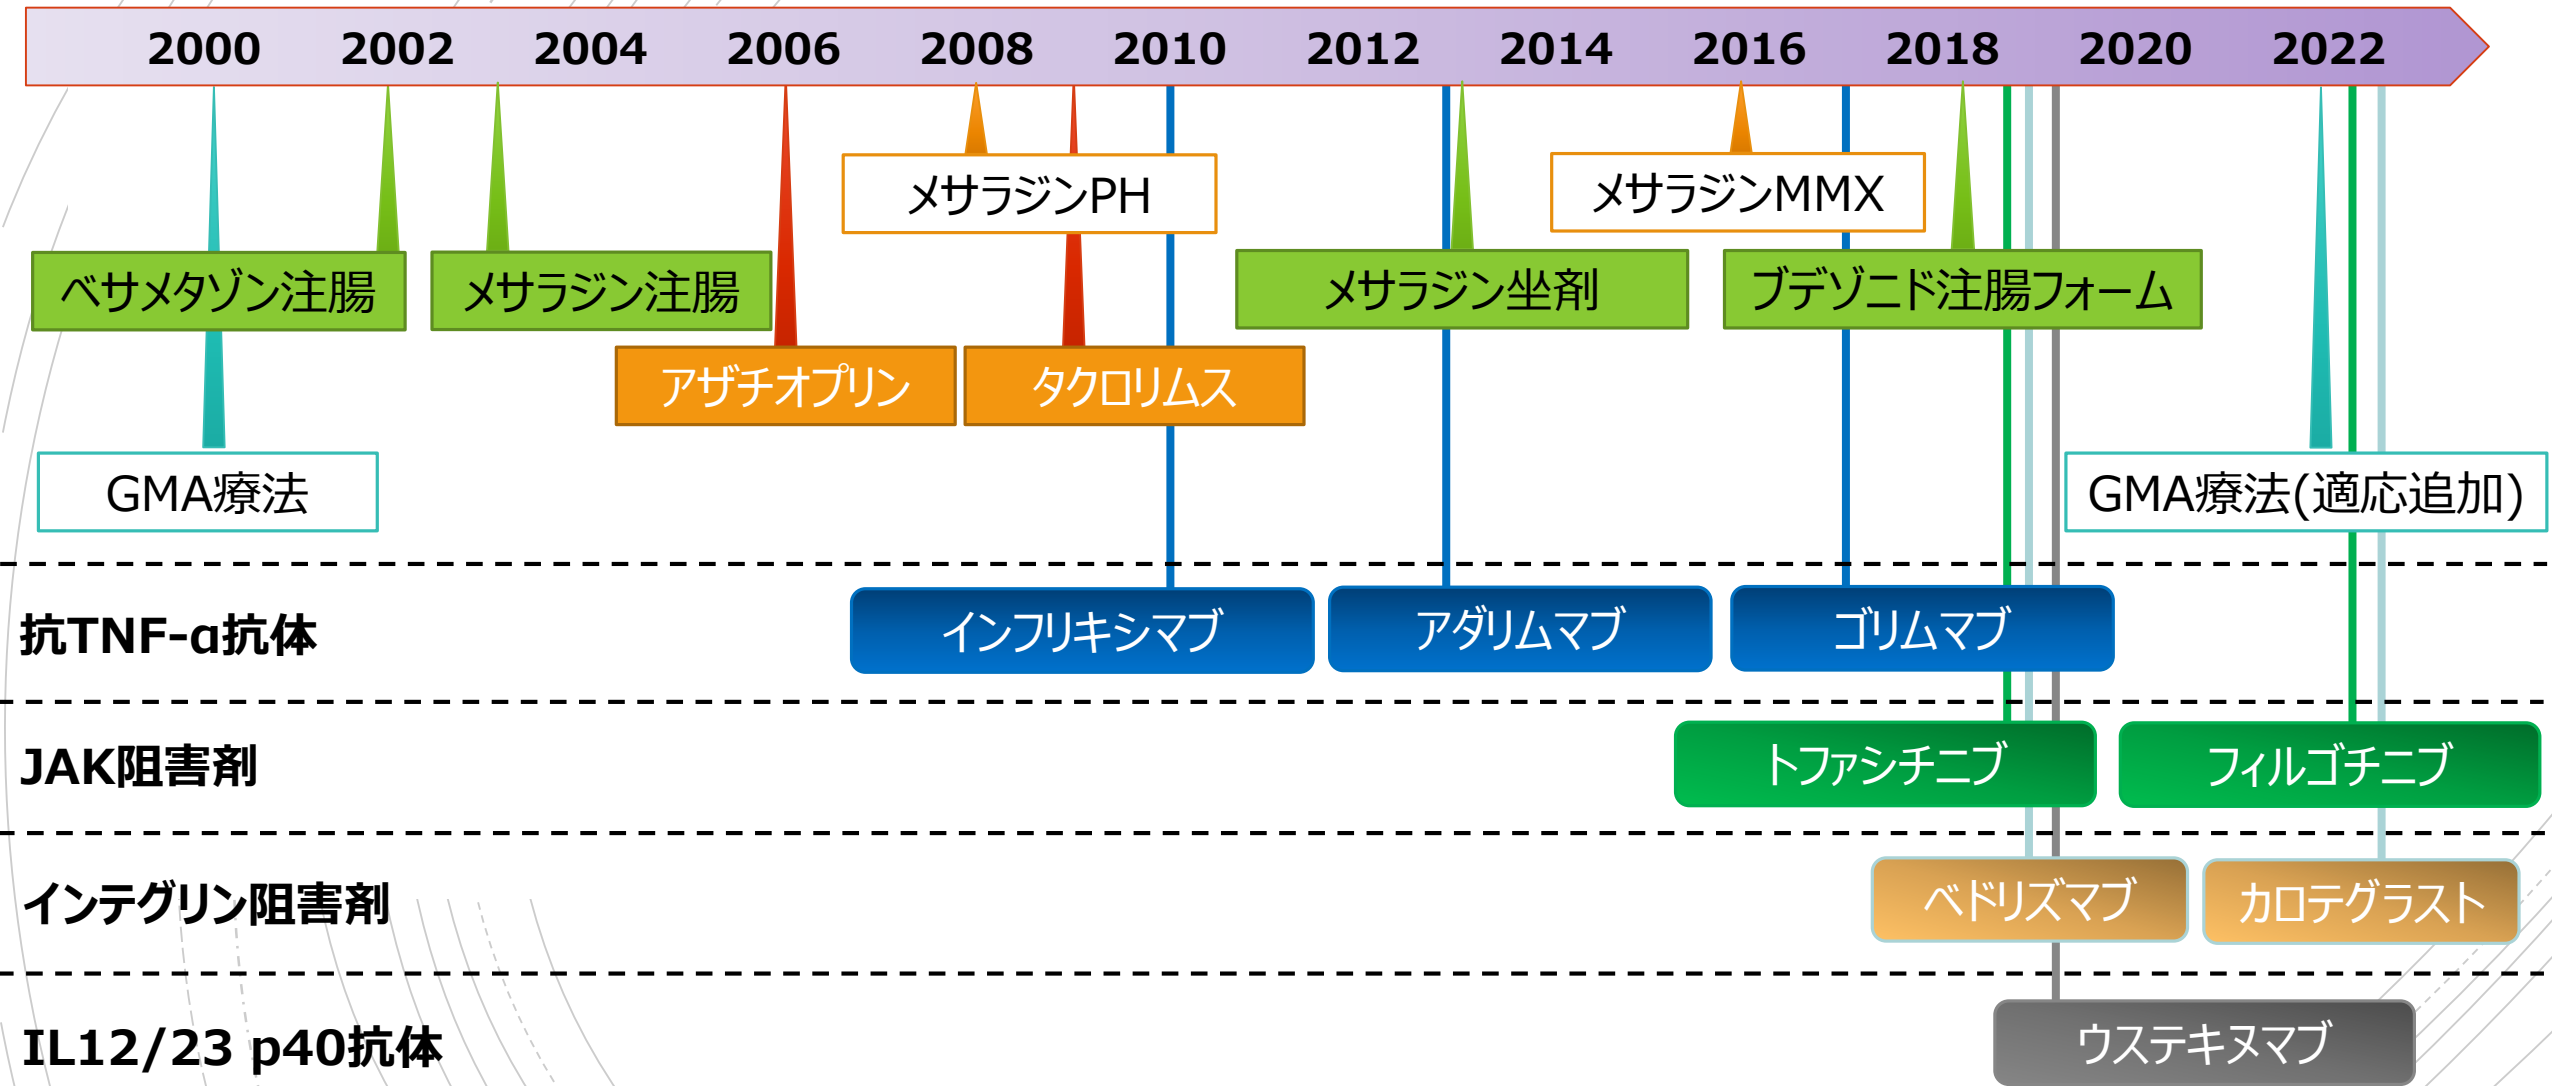 2000 2002 2004 2006 2008 2010 2012 2014 2016 2018 2020 2022
メサラジンPH
メサラジンMMX
ベサメタゾン注腸
メサラジン注腸
メサラジン坐剤
ブデゾニド注腸フォーム
アザチオプリン
タクロリムス
GMA療法
GMA療法(適応追加)
抗TNF-α抗体
インフリキシマブ
アダリムマブ
ゴリムマブ
JAK阻害剤
トファシチニブ
フィルゴチニブ
インテグリン阻害剤
ベドリズマブ
カロテグラスト
IL12/23 p40抗体
ウステキヌマブ